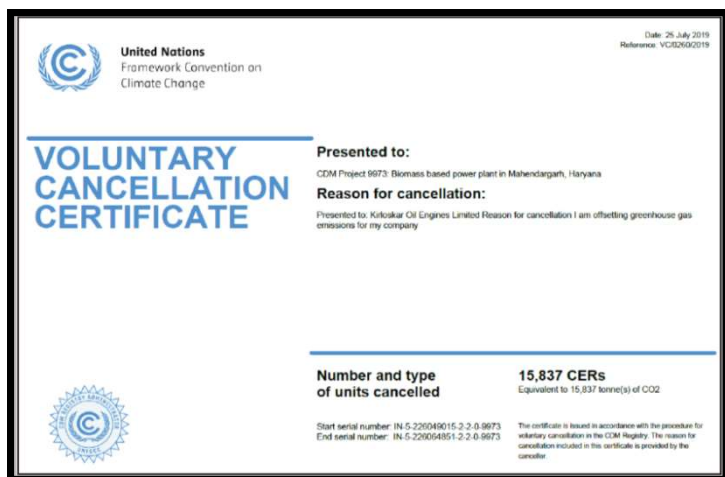 Date: 25 July 2019
Reference: VC/0260/2019
United Nations
Framework Convention on
Climate Change
VOLUNTARY
CANCELLATION
CERTIFICATE
Presented to:
CDM Project 9973: Biomass based power plant in Mahendargarh, Haryana
Reason for cancellation:
Presented to: Kirloskar Oil Engines Limited Reason for cancellation I am offsetting greenhouse gas
emissions for my company
Number and type
of units cancelled
15,837 CERs
Equivalent to 15,837 tonne(s) of CO2
Start serial number: IN-5-226049015-2-2-0-9973
End serial number: IN-5-226064851-2-2-0-9973
The certificate is issued in accordance with the procedure for
voluntary cancellation in the CDM Registry. The reason for
cancellation included in this certificate is provided by the
canceller.
CDM REGISTRY ADMINISTRATOR
UNFCCC